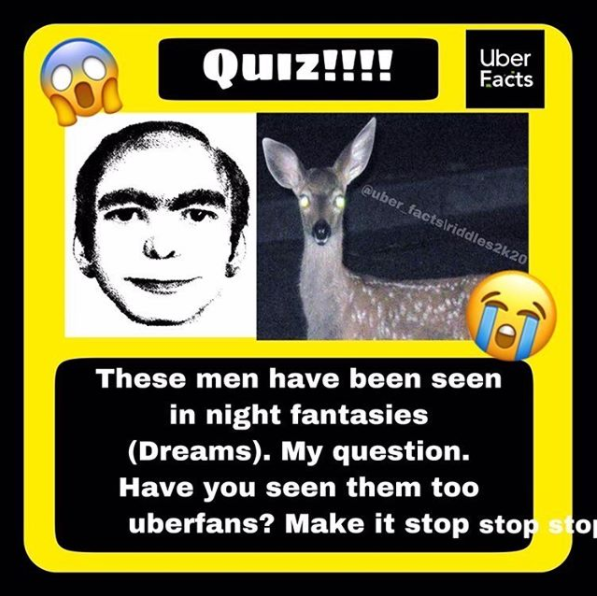 Quiz!!!!
Uber
Facts
@uber_facts|riddles2k20
These men have been seen
in night fantasies
(Dreams). My question.
Have you seen them too
uberfans? Make it stop stop stop